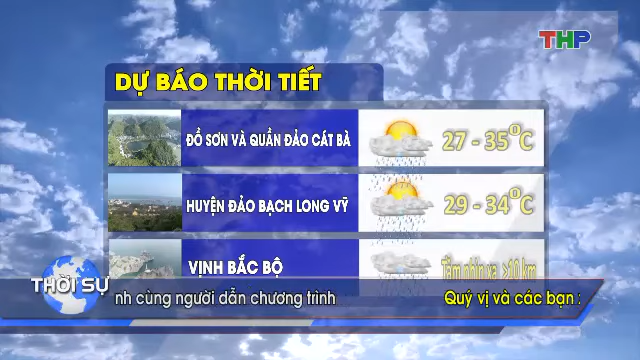 THP
DỰ BÁO THỜI TIẾT
ĐỒ SƠN VÀ QUẦN ĐẢO CÁT BÀ
27 - 35°C
HUYỆN ĐẢO BẠCH LONG VỸ
29 - 34°C
VỊNH BẮC BỘ
Tầm nhìn xa >10 km
THỜI SỰ
nh cùng người dẫn chương trình
Quý vị và các bạn :